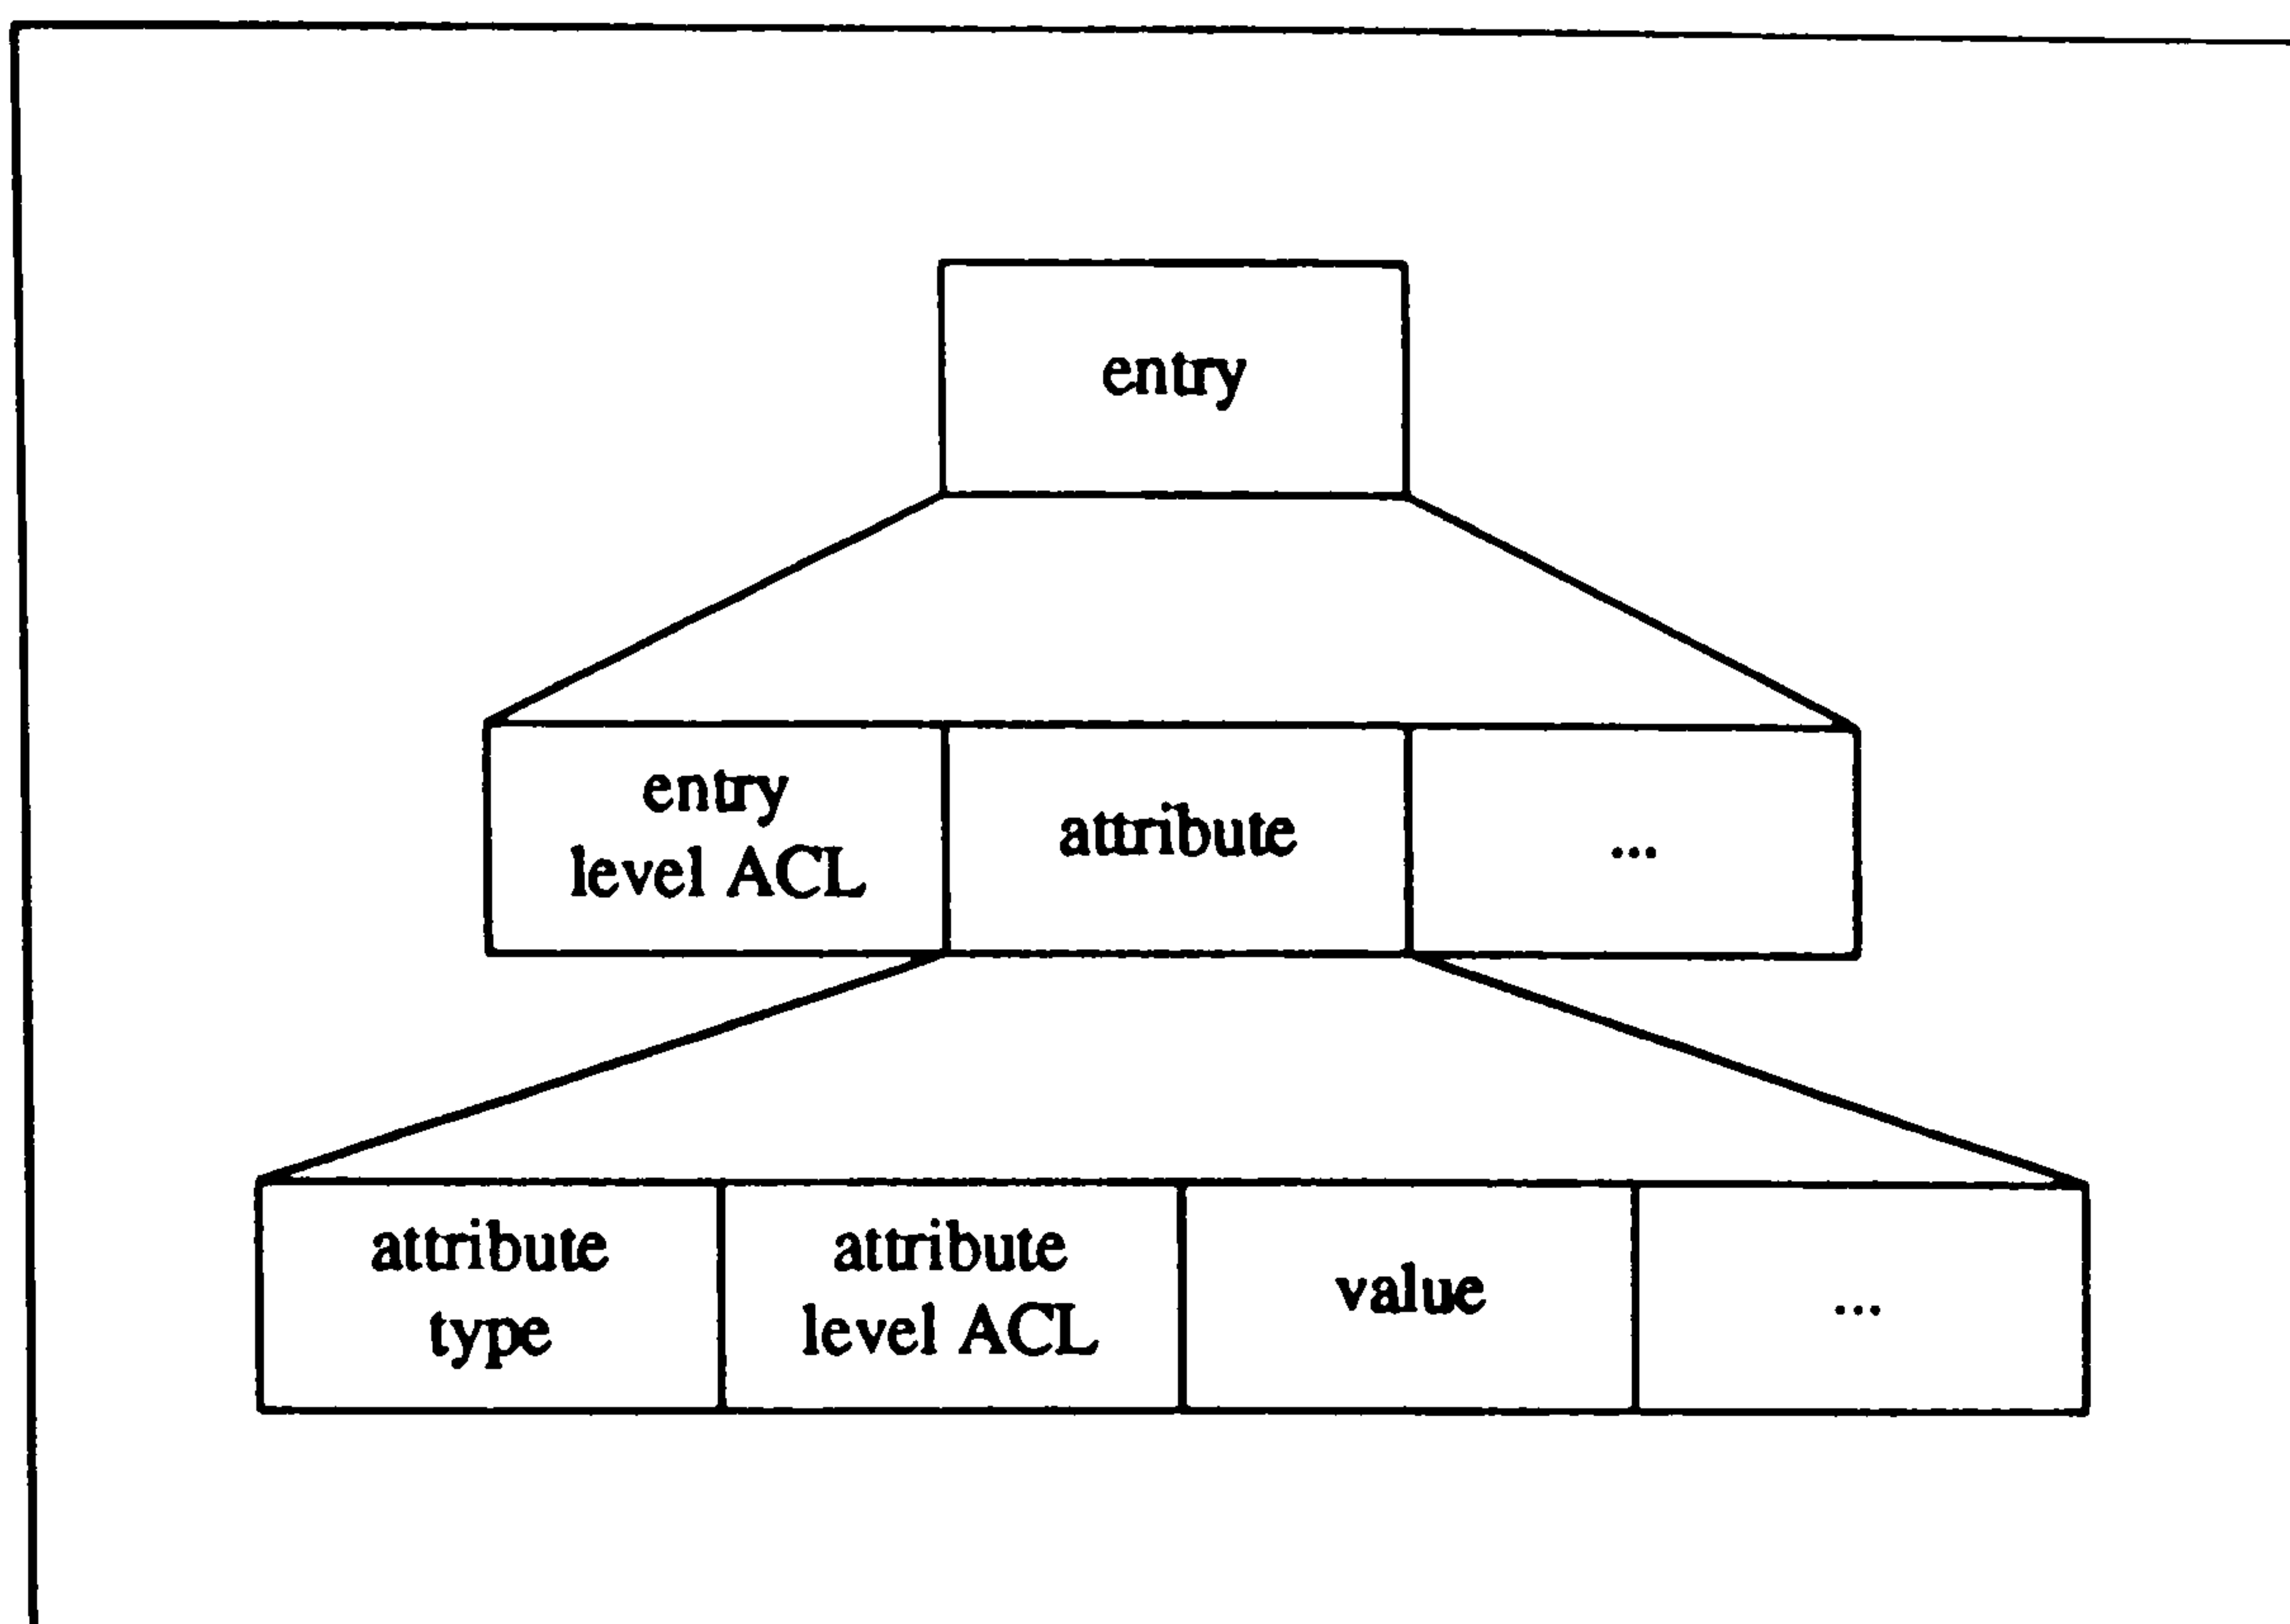 entry
entry
level ACL
attribute
...
attribute
type
attribute
level ACL
value
...